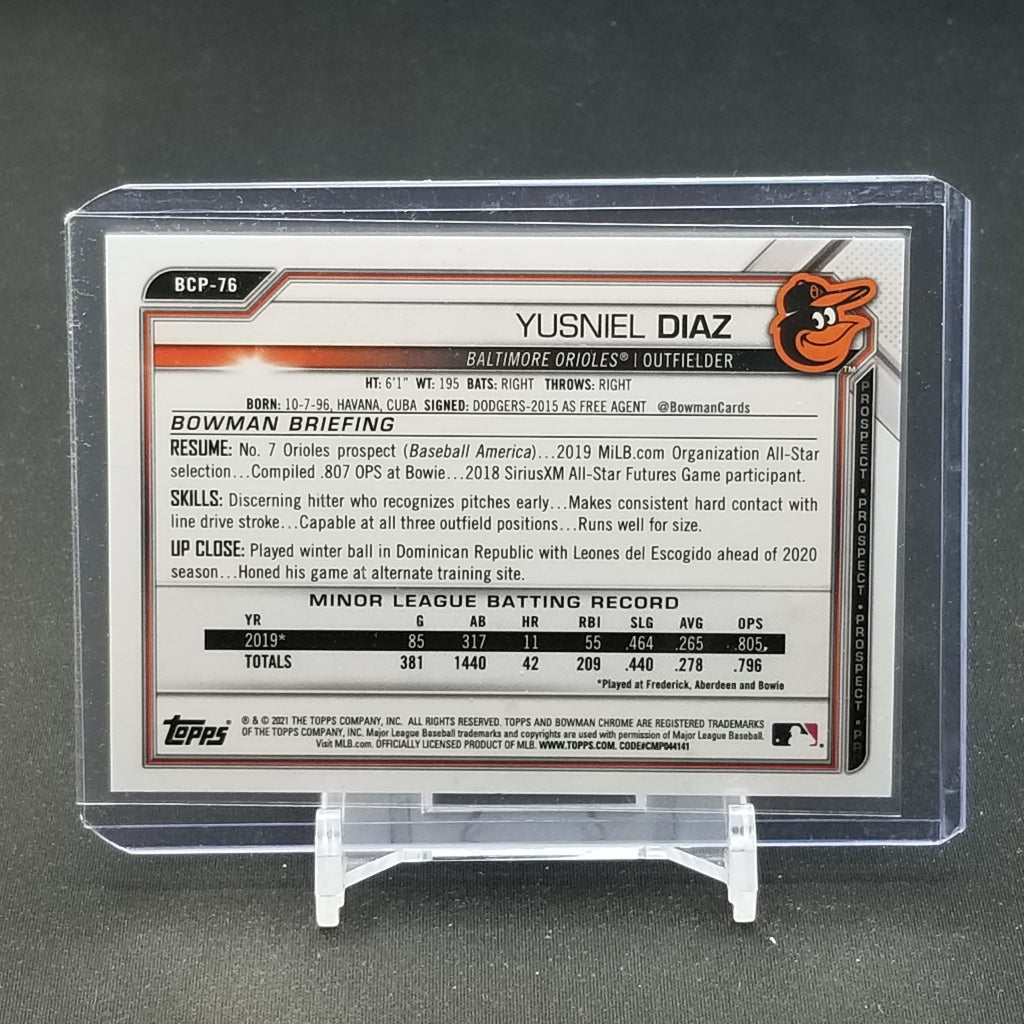 BCP-76
YUSNIEL DIAZ
BALTIMORE ORIOLES® | OUTFIELDER
HT: 6'1" WT: 195 BATS: RIGHT THROWS: RIGHT
BORN: 10-7-96, HAVANA, CUBA SIGNED: DODGERS-2015 AS FREE AGENT @BowmanCards
BOWMAN BRIEFING
RESUME: No. 7 Orioles prospect (Baseball America)...2019 MiLB.com Organization All-Star
selection...Compiled .807 OPS at Bowie...2018 SiriusXM All-Star Futures Game participant.
SKILLS: Discerning hitter who recognizes pitches early...Makes consistent hard contact with
line drive stroke...Capable at all three outfield positions...Runs well for size.
UP CLOSE: Played winter ball in Dominican Republic with Leones del Escogido ahead of 2020
season...Honed his game at alternate training site.
MINOR LEAGUE BATTING RECORD
YR G AB HR RBI SLG AVG OPS
2019* 85 317 11 55 .464 .265 .805
TOTALS 381 1440 42 209 .440 .278 .796
*Played at Frederick, Aberdeen and Bowie
topps®
® & © 2021 THE TOPPS COMPANY, INC. ALL RIGHTS RESERVED. TOPPS AND BOWMAN CHROME ARE REGISTERED TRADEMARKS
OF THE TOPPS COMPANY, INC. Major League Baseball trademarks and copyrights are used with permission of Major League Baseball.
Visit MLB.com. OFFICIALLY LICENSED PRODUCT OF MLB. WWW.TOPPS.COM. CODE#CMP044141
TM
PROSPECT • PROSPECT • PROSPECT • PR